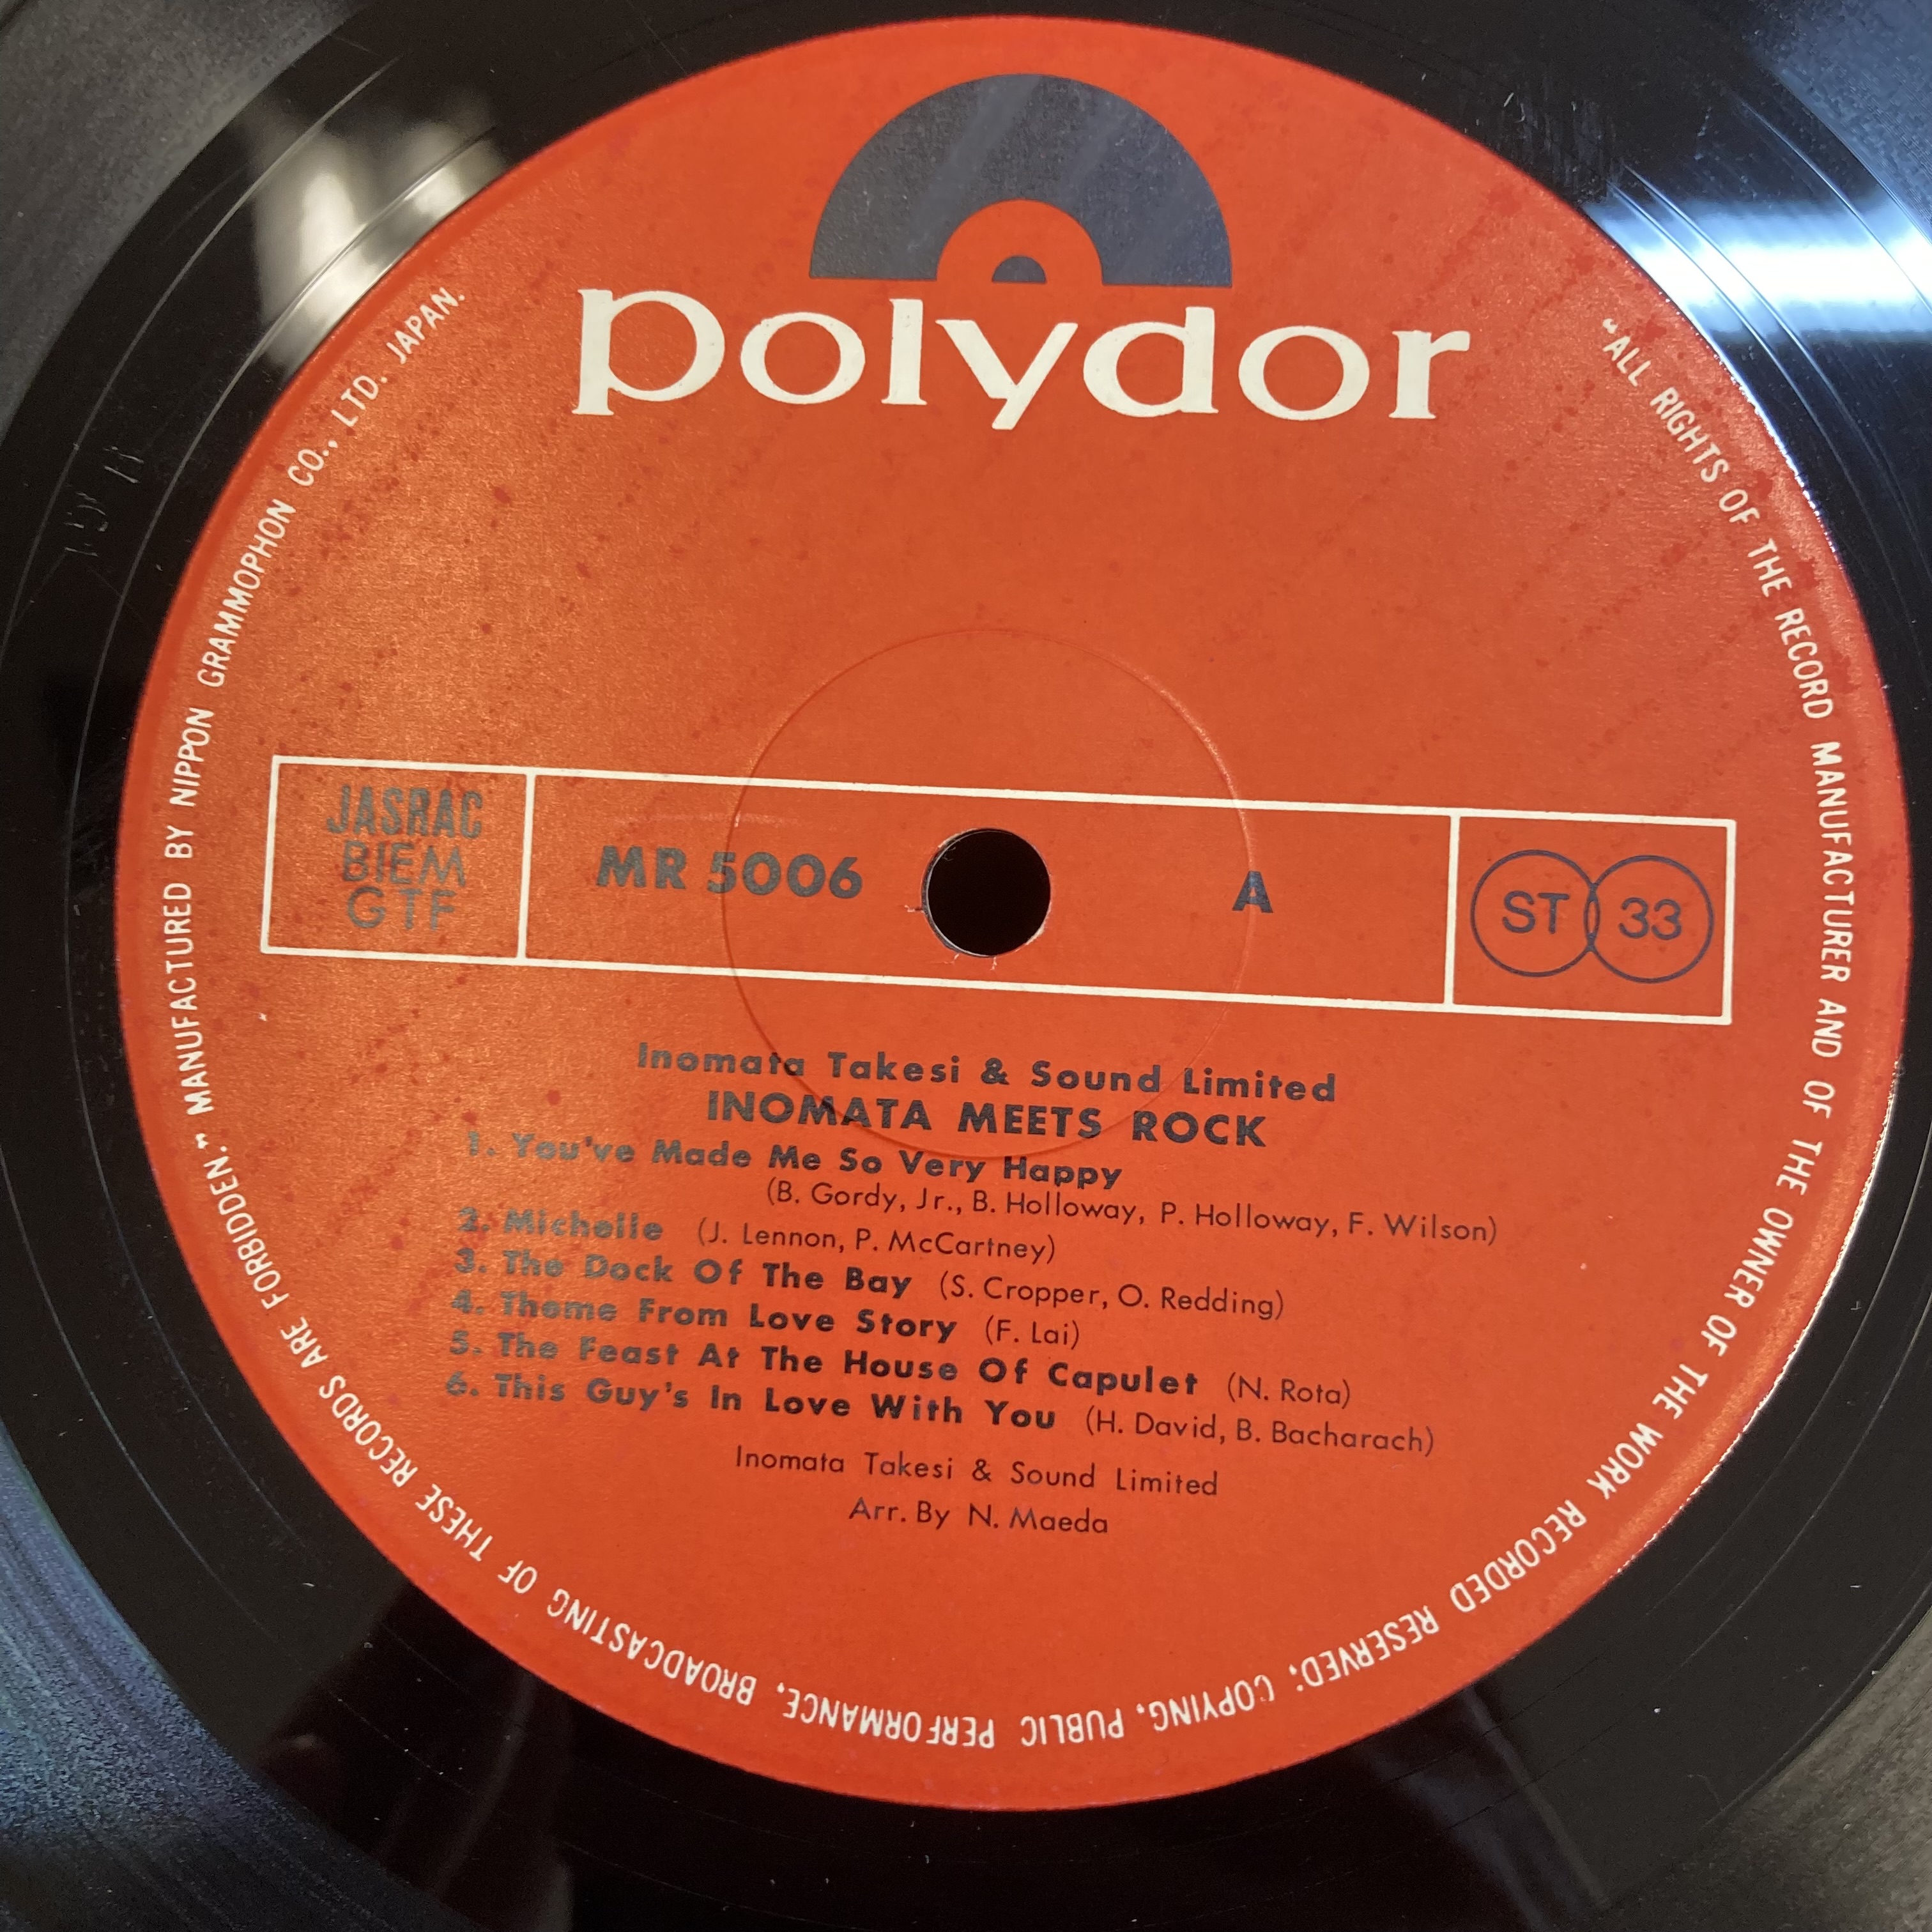 polydor
JASRAC
BIEM
GTF
MR 5006
A
ST 33
Inomata Takesi & Sound Limited
INOMATA MEETS ROCK
1. You've Made Me So Very Happy
(B. Gordy, Jr., B. Holloway, P. Holloway, F. Wilson)
2. Michelle (J. Lennon, P. McCartney)
3. The Dock Of The Bay (S. Cropper, O. Redding)
4. Theme From Love Story (F. Lai)
5. The Feast At The House Of Capulet (N. Rota)
6. This Guy's In Love With You (H. David, B. Bacharach)
Inomata Takesi & Sound Limited
Arr. By N. Maeda
"ALL RIGHTS OF THE RECORD MANUFACTURER AND OF THE OWNER OF THE WORK RECORDED RESERVED; COPYING, PUBLIC PERFORMANCE, BROADCASTING OF THESE RECORDS ARE FORBIDDEN." MANUFACTURED BY NIPPON GRAMMOPHON CO., LTD. JAPAN.